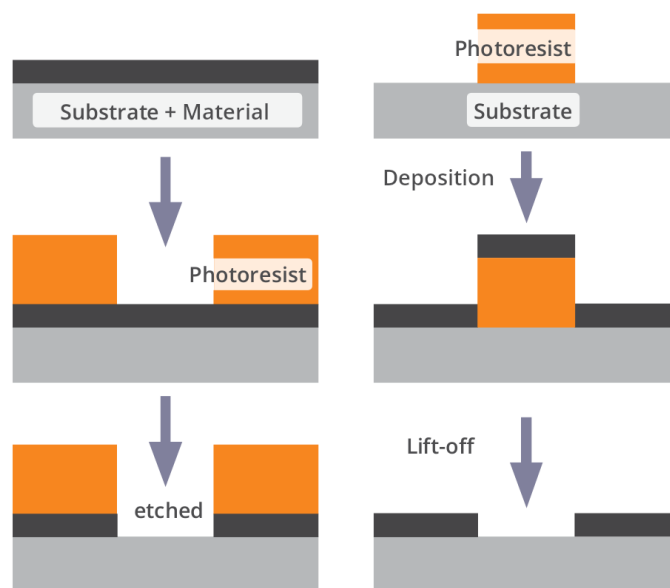 Substrate + Material
Photoresist
etched
Photoresist
Substrate
Deposition
Lift-off